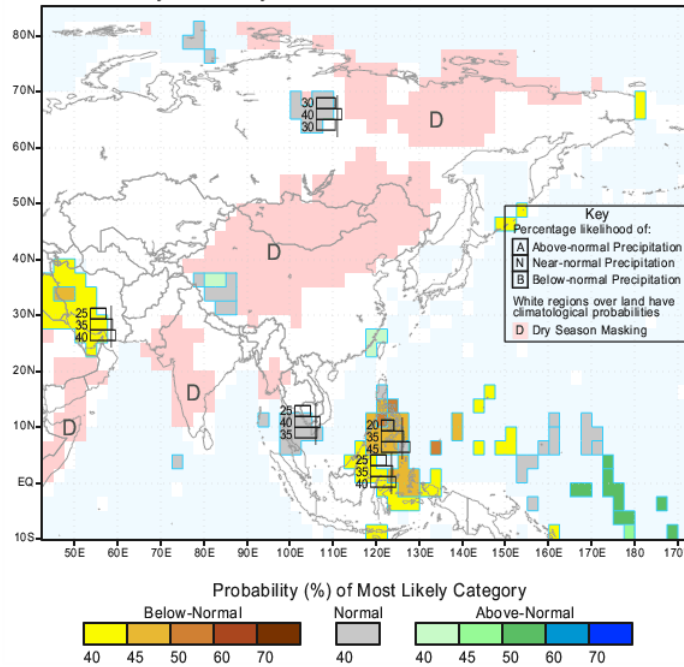 80N
70N
30
40
30
D
60N
50N
Key
Percentage likelihood of:
A Above-normal Precipitation
N Near-normal Precipitation
B Below-normal Precipitation
White regions over land have
climatological probabilities
D Dry Season Masking
D
40N
30N
25
35
40
20N
D
D
25
40
35
20
35
45
10N
25
35
40
EQ
10S
50E 60E 70E 80E 90E 100E 110E 120E 130E 140E 150E 160E 170E 180
Probability (%) of Most Likely Category
Below-Normal Normal Above-Normal
40 45 50 60 70 40 40 45 50 60 70